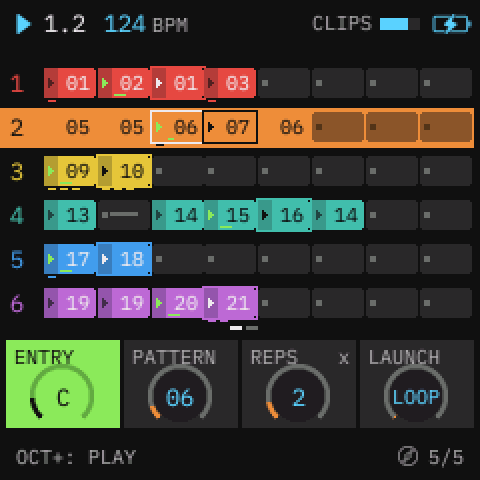 1.2 124 BPM CLIPS
1 01 02 01 03
2 05 05 06 07 06
3 09 10
4 13 14 15 16 14
5 17 18
6 19 19 20 21
ENTRY PATTERN REPS x LAUNCH
C 06 2 LOOP
OCT+: PLAY 5/5